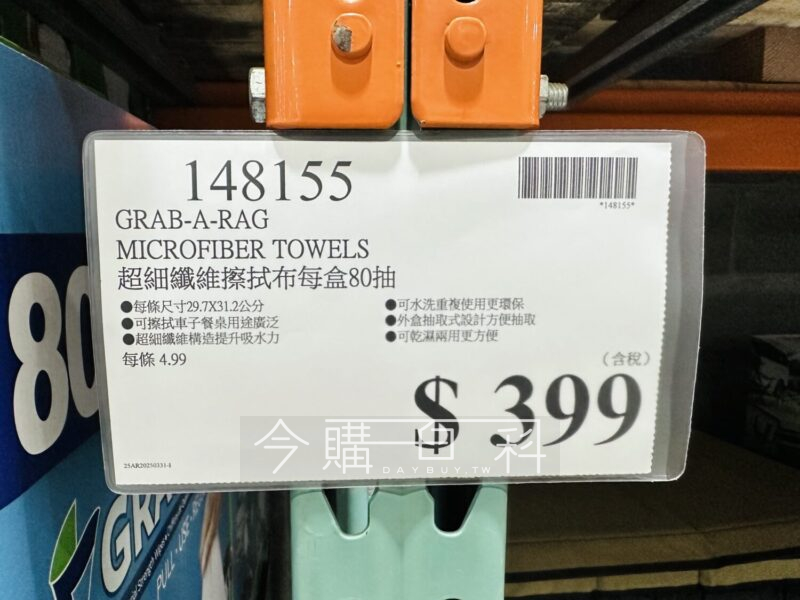 148155
*148155*
GRAB-A-RAG
MICROFIBER TOWELS
超細纖維擦拭布每盒80抽
●每條尺寸29.7X31.2公分
●可擦拭車子餐桌用途廣泛
●超細纖維構造提升吸水力
每條 4.99
●可水洗重複使用更環保
●外盒抽取式設計方便抽取
●可乾濕兩用更方便
(含稅)
$ 399
25AR20250331-1
今購百科
DAYBUY.TW
80
GRA
PULL